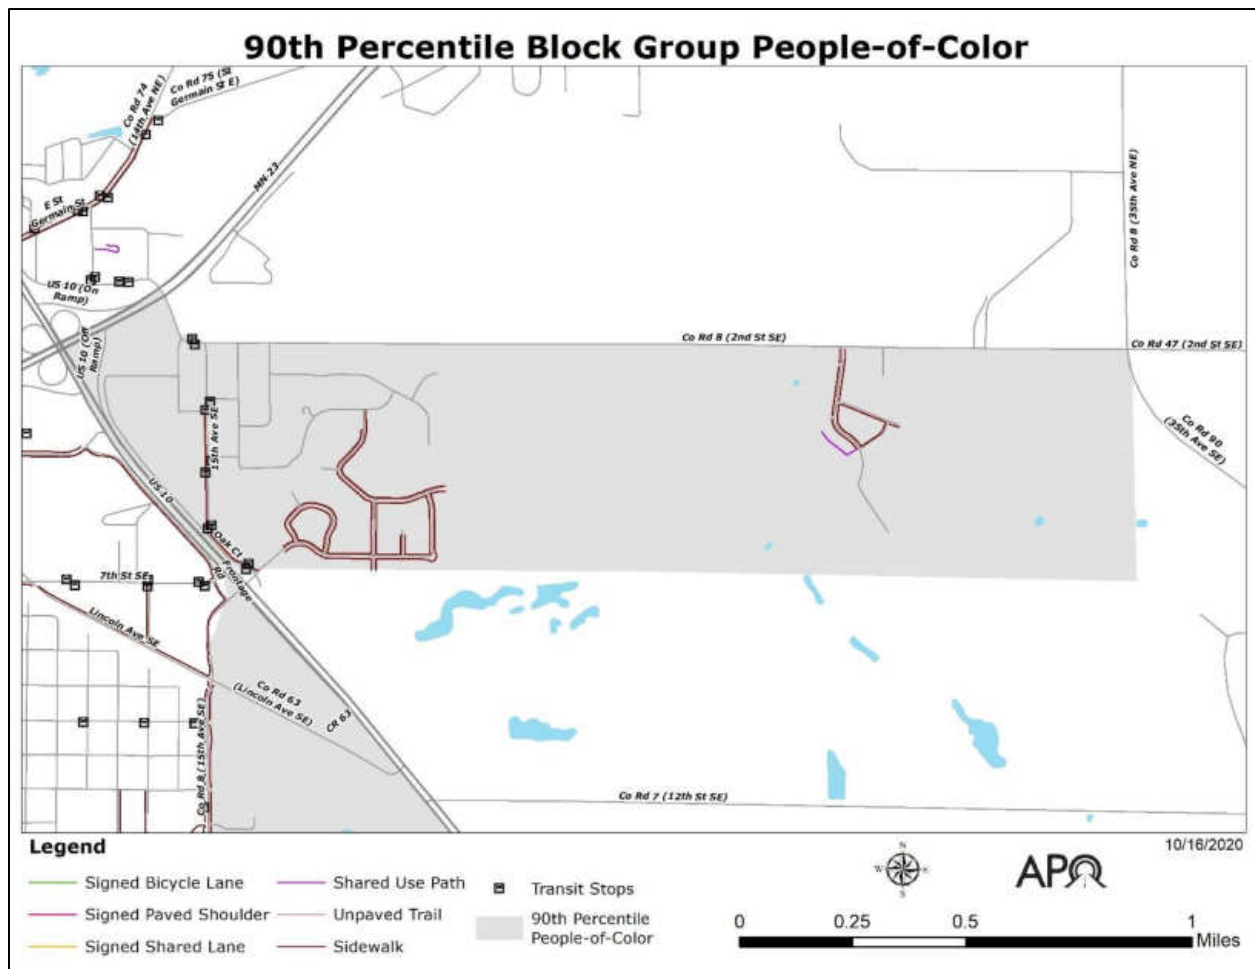 90th Percentile Block Group People-of-Color
Co Rd 74
(14th Ave NE)
Co Rd 75 (St
Germain St E)
MN 23
E St
Germain St
Co Rd 8 (35th Ave NE)
US 10 (On
Ramp)
US 10 (On
Ramp)
Co Rd 8 (2nd St SE)
Co Rd 47 (2nd St SE)
15th Ave SE
Co Rd 90
(35th Ave SE)
US 10
Oak Ct
Frontage
Rd
7th St SE
Lincoln Ave SE
Co Rd 63
(Lincoln Ave SE)
CR 63
Co Rd 8 (15th Ave SE)
Co Rd 7 (12th St SE)
10/16/2020
Legend
Signed Bicycle Lane
Signed Paved Shoulder
Signed Shared Lane
Shared Use Path
Unpaved Trail
Sidewalk
Transit Stops
90th Percentile
People-of-Color
N
W
E
S
APO
0 0.25 0.5 1
Miles